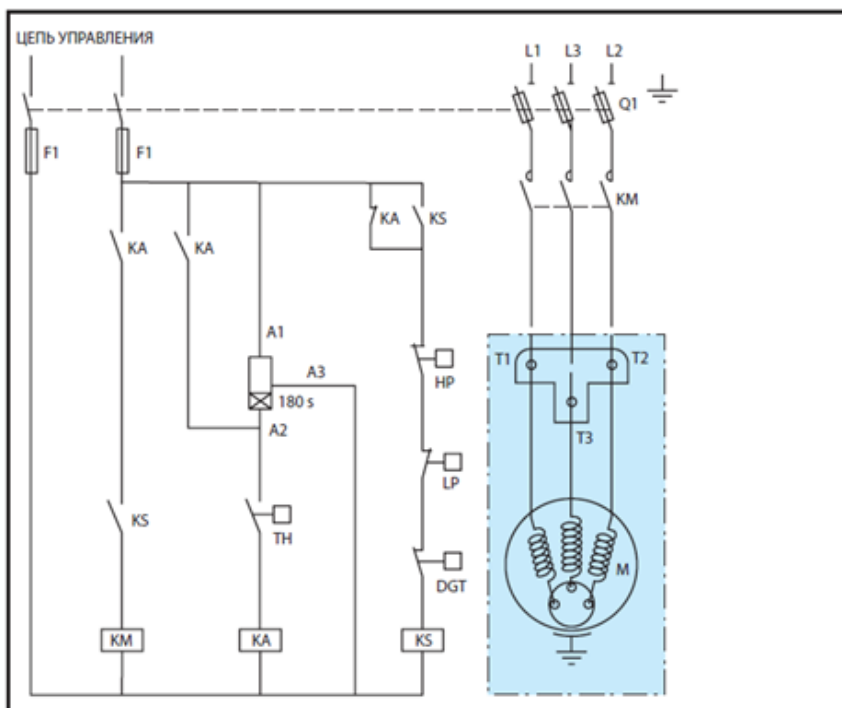 ЦЕПЬ УПРАВЛЕНИЯ
L1 L3 L2
Q1
F1 F1
KM
KA KA KA KS
A1
T1 T2
A3
HP
180 s
A2
T3
LP
KS
TH
M
DGT
KM KA KS